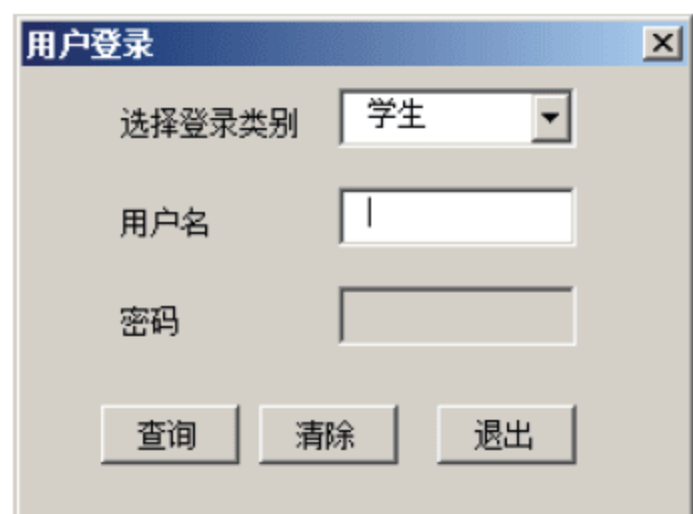 用户登录
选择登录类别 学生
用户名
密码
查询 清除 退出